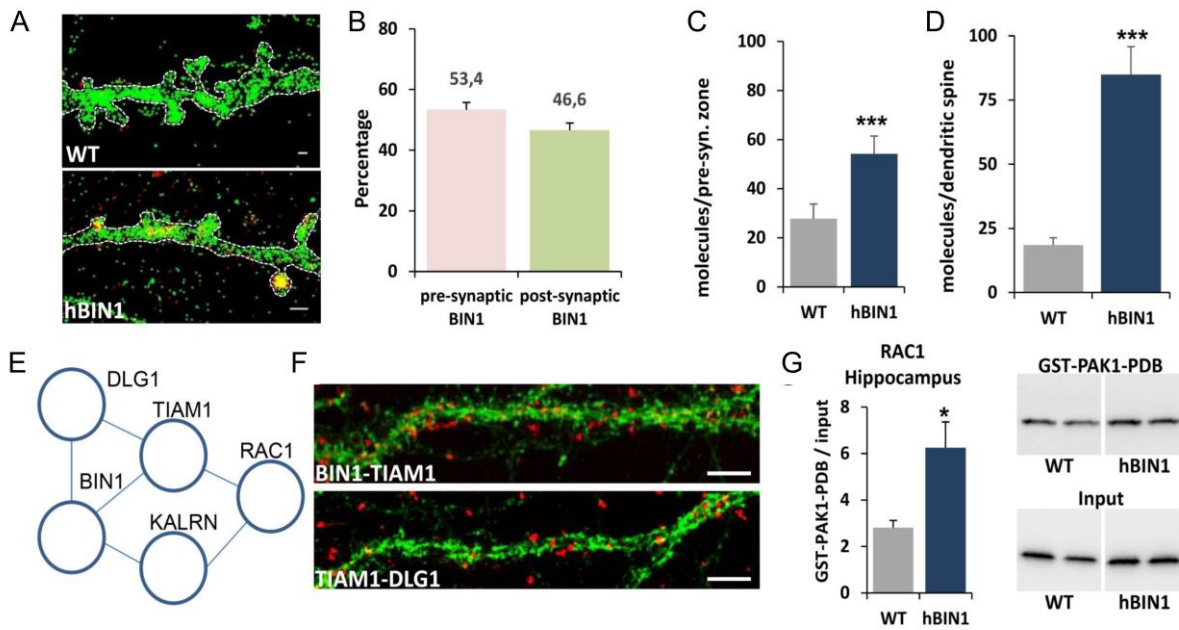 A
WT
hBIN1
B
Percentage
80
60
40
20
0
53,4
46,6
pre-synaptic
BIN1
post-synaptic
BIN1
C
molecules/pre-syn. zone
100
80
60
40
20
0
***
WT
hBIN1
D
molecules/dendritic spine
100
75
50
25
0
***
WT
hBIN1
E
DLG1
TIAM1
RAC1
BIN1
KALRN
F
BIN1-TIAM1
TIAM1-DLG1
G
RAC1
Hippocampus
GST-PAK1-PDB / input
8
6
4
2
0
*
WT
hBIN1
GST-PAK1-PDB
WT
hBIN1
Input
WT
hBIN1